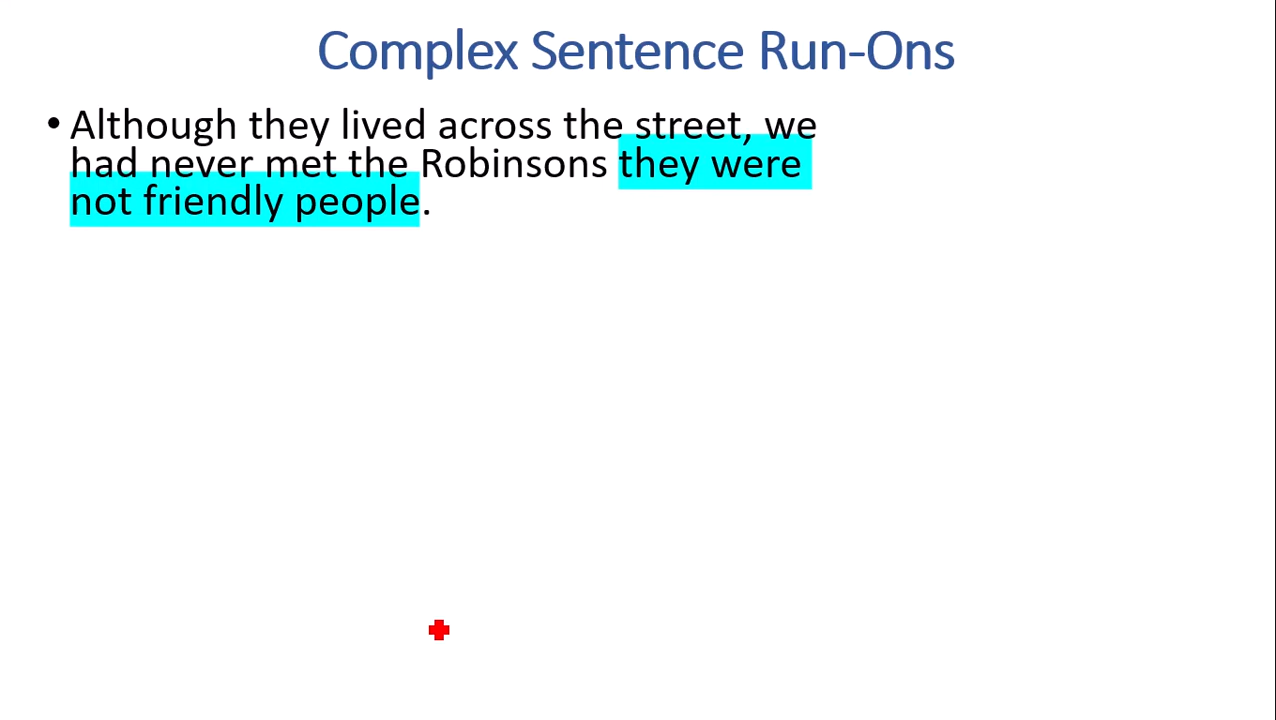 Complex Sentence Run-Ons
• Although they lived across the street, we
had never met the Robinsons they were
not friendly people.